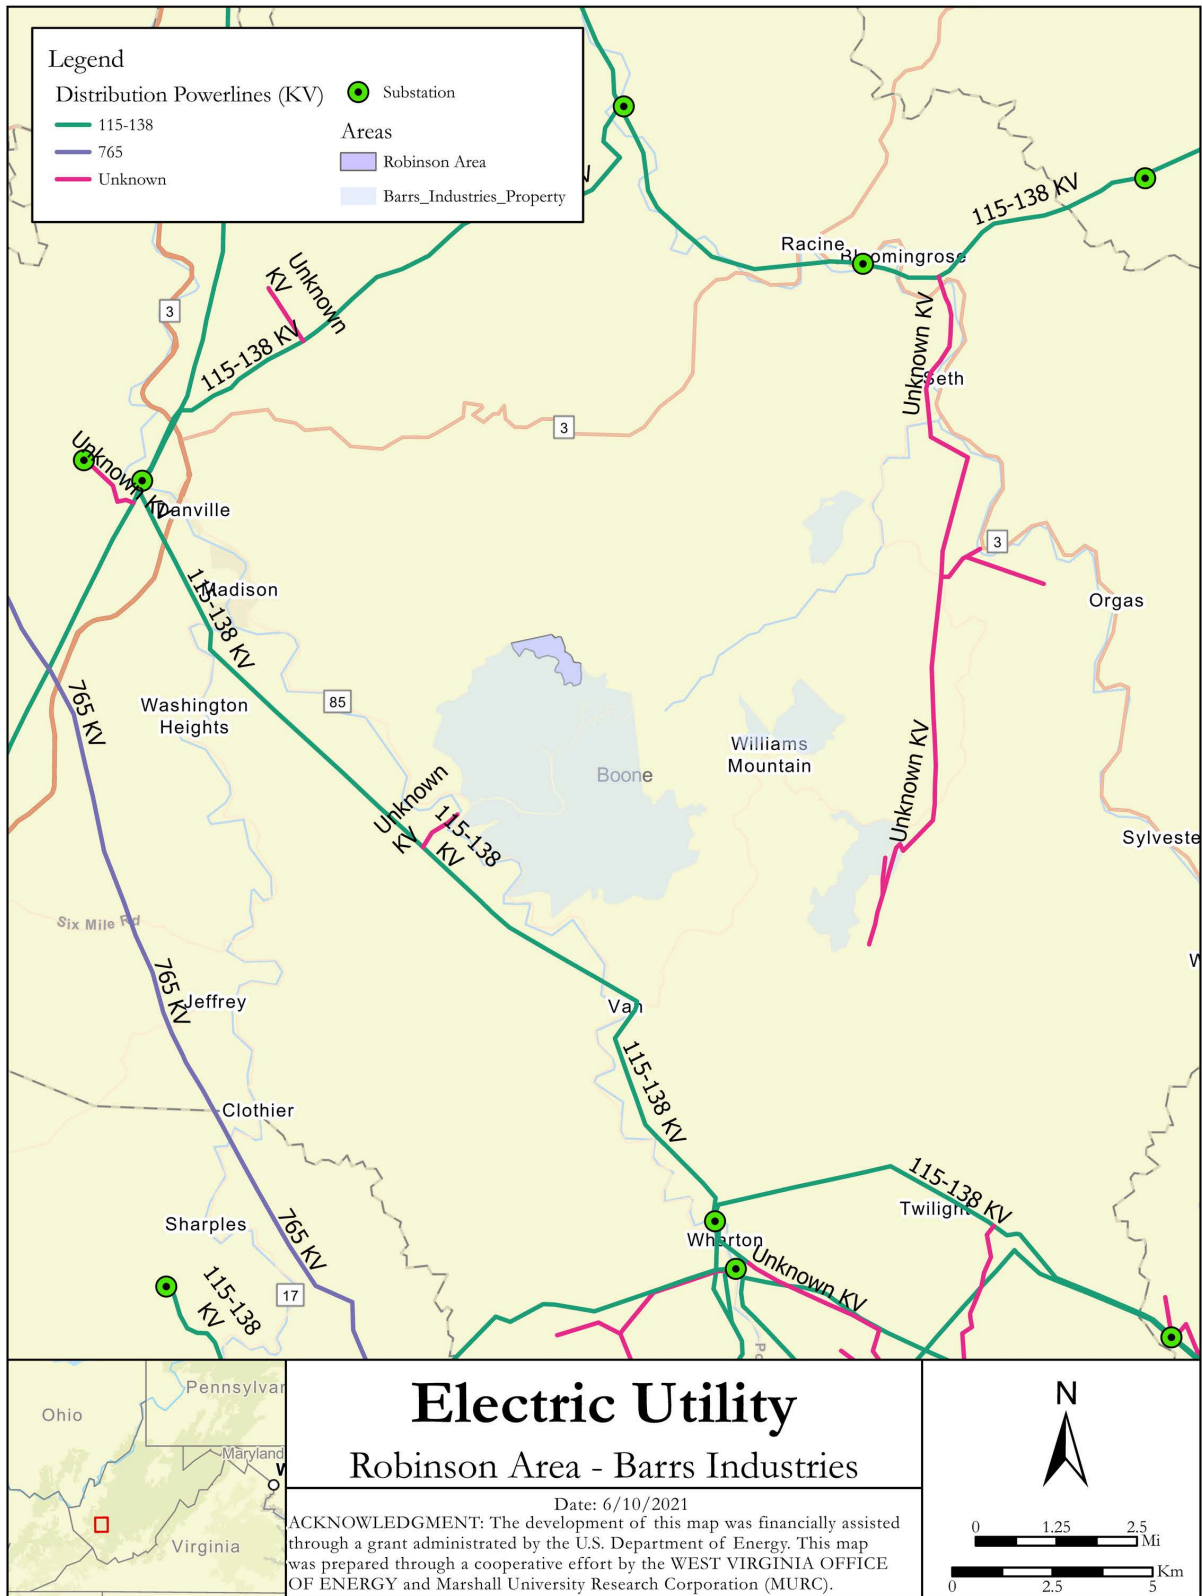 Legend
Distribution Powerlines (KV)
115-138
765
Unknown
Substation
Areas
Robinson Area
Barrs_Industries_Property
115-138 KV
Racine
Bloomingrose
3
Unknown
KV
115-138 KV
Unknown KV
Seth
3
Unknown KV
Danville
3
115-138 KV
Madison
Orgas
765 KV
Washington
Heights
85
Williams
Mountain
Boone
Unknown KV
Unknown
KV
115-138
KV
Sylveste
Six Mile Rd
765 KV
Jeffrey
Van
W
115-138 KV
Clothier
115-138 KV
Twilight
Sharples
765 KV
Wharton
Unknown KV
115-138
KV
17
Po
Ohio
Pennsylvan
Maryland
W
Virginia
Electric Utility
Robinson Area - Barrs Industries
Date: 6/10/2021
ACKNOWLEDGMENT: The development of this map was financially assisted
through a grant administrated by the U.S. Department of Energy. This map
was prepared through a cooperative effort by the WEST VIRGINIA OFFICE
OF ENERGY and Marshall University Research Corporation (MURC).
N
0 1.25 2.5
Mi
Km
0 2.5 5